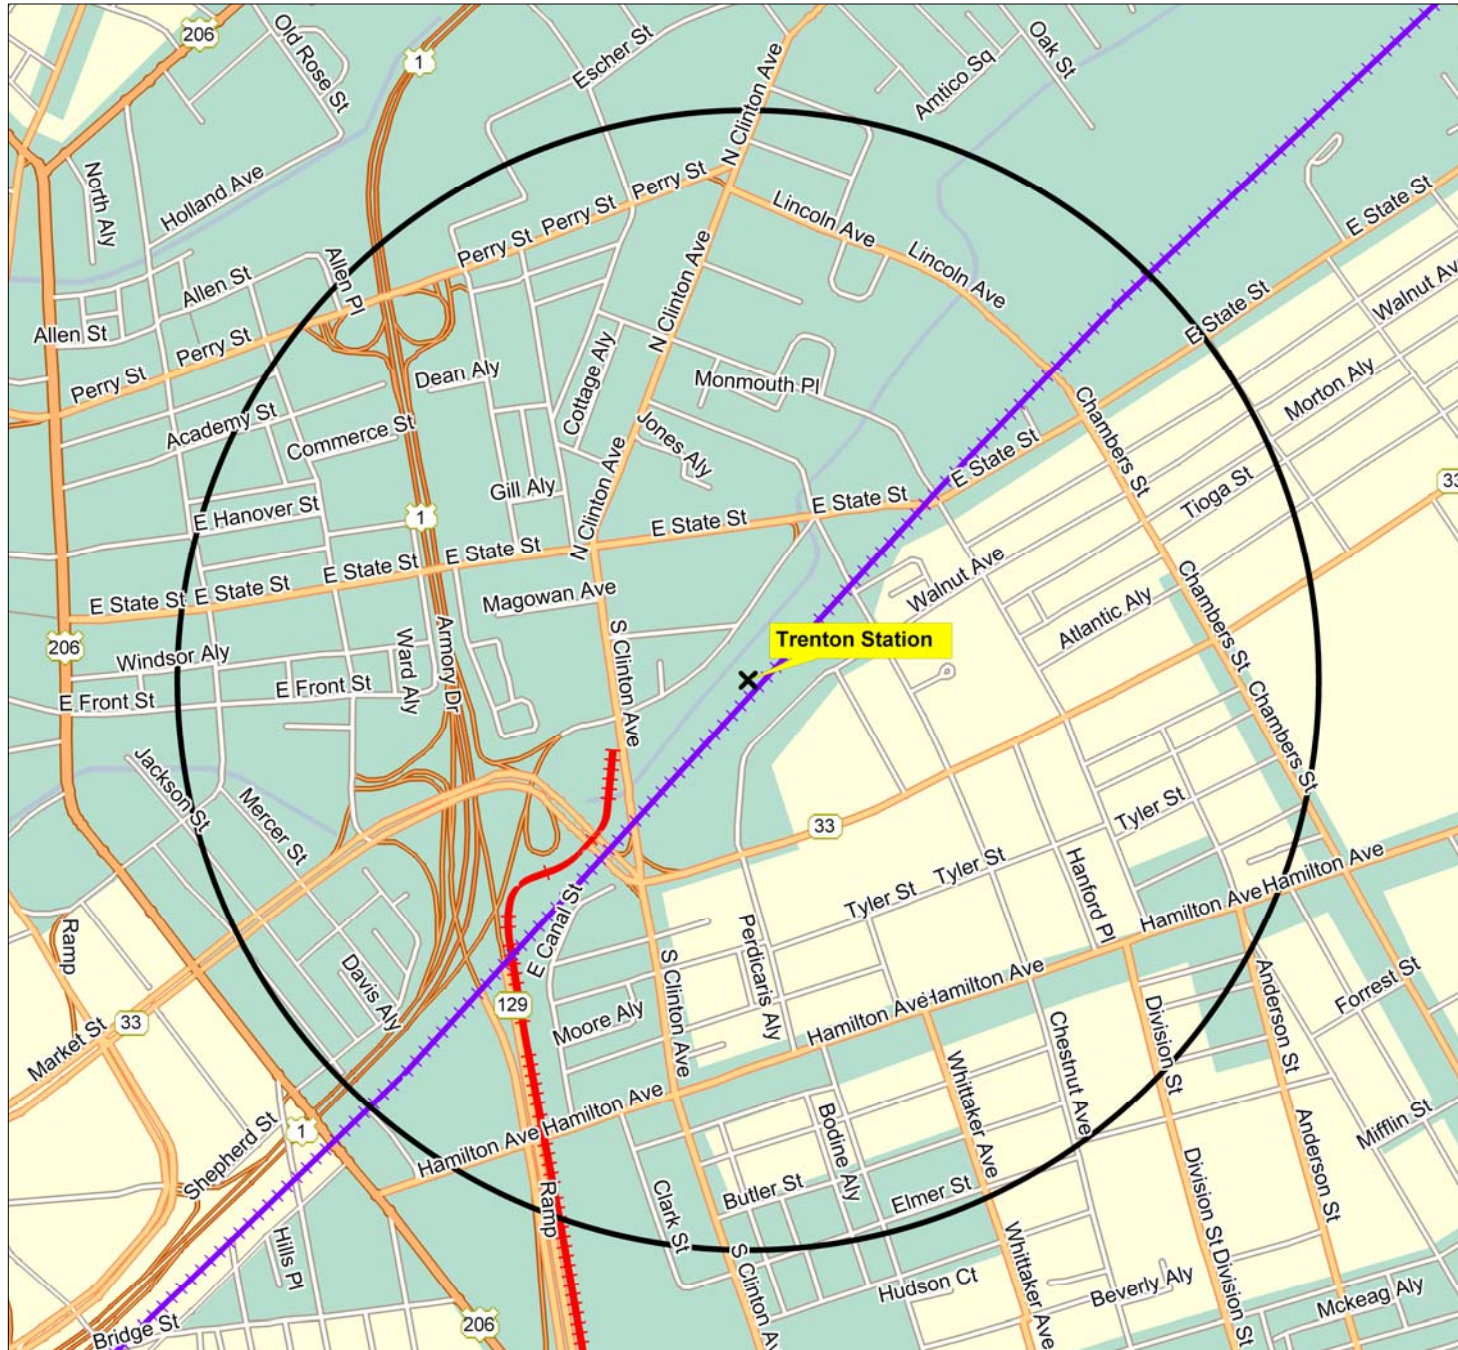 206
Old Rose St
1
Escher St
N Clinton Ave
Amtico Sq
Oak St
North Aly
Holland Ave
Perry St
Perry St
Perry St
Lincoln Ave
Lincoln Ave
E State St
Allen St
Allen Pl
Allen St
Perry St
Perry St
N Clinton Ave
E State St
Walnut Av
Dean Aly
Cottage Aly
Monmouth Pl
Morton Aly
Academy St
Commerce St
Jones Aly
Chambers St
E State St
Tioga St
33
Gill Aly
N Clinton Ave
E Hanover St
1
E State St
E State St
E State St
E State St
E State St
E State St
Magowan Ave
Walnut Ave
Atlantic Aly
Chambers St
206
Windsor Aly
Ward Aly
Armory Dr
S Clinton Ave
Trenton Station
E Front St
E Front St
Chambers St
Jackson St
Mercer St
33
Tyler St
Tyler St
Tyler St
Hanford Pl
Hamilton Ave
Hamilton Ave
Ramp
E Canal St
Perdicaris Aly
Davis Aly
129
Moore Aly
S Clinton Ave
Hamilton Ave
Hamilton Ave
Anderson St
Forrest St
33
Market St
Division St
Chestnut Ave
Whittaker Ave
Hamilton Ave
Hamilton Ave
Bodine Aly
Anderson St
Mifflin St
1
Shepherd St
Ramp
Clark St
Butler St
Elmer St
Division St
Hills Pl
S Clinton Av
Hudson Ct
Whittaker Ave
Beverly Aly
Division St
Mckeag Aly
Bridge St
206